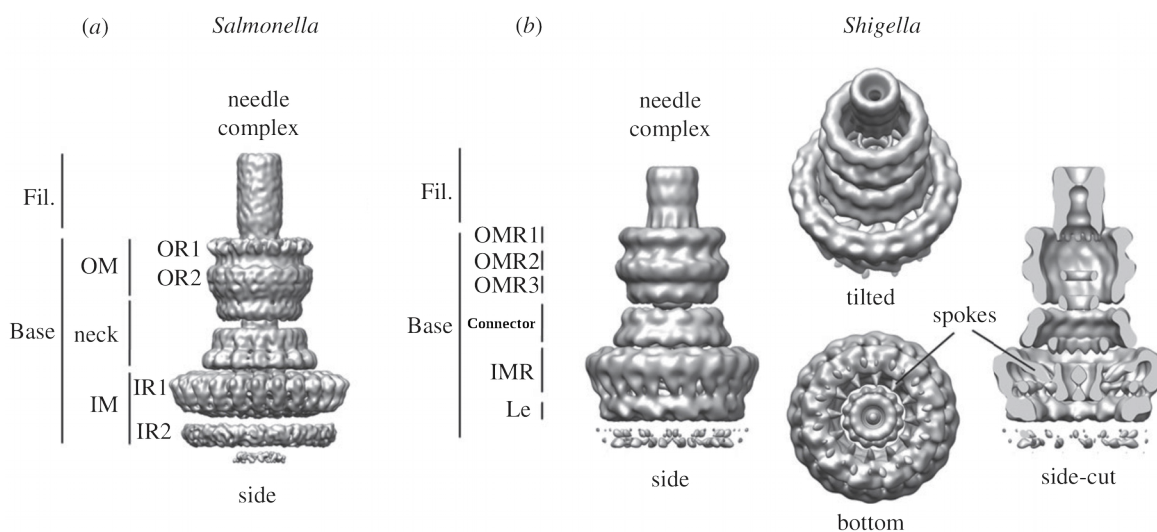 (a)
Salmonella
(b)
Shigella
needle
complex
Fil.
OR1
OM
OR2
Base
neck
IR1
IM
IR2
side
needle
complex
Fil.
OMR1
OMR2
OMR3
Base
Connector
IMR
Le
side
tilted
spokes
bottom
side-cut